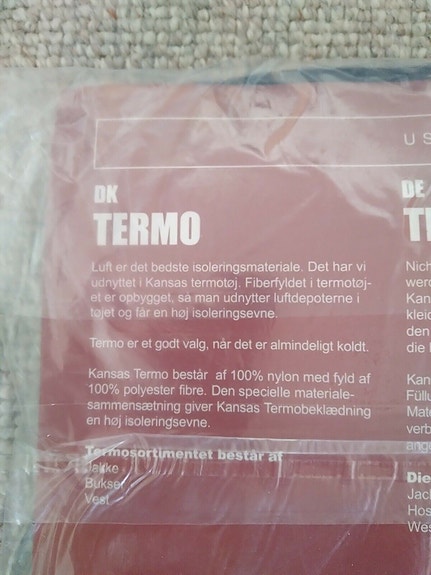 U S
DK
TERMO
Luft er det bedste isoleringsmateriale. Det har vi
udnyttet i Kansas termotøj. Fiberfyldet i termotøj-
et er opbygget, så man udnytter luftdepoterne i
tøjet og får en høj isoleringsevne.
Termo er et godt valg, når det er almindeligt koldt.
Kansas Termo består af 100% nylon med fyld af
100% polyester fibre. Den specielle materiale-
sammensætning giver Kansas Termobeklædning
en høj isoleringsevne.
Termosortimentet består af
Jakke
Bukser
Vest
DE
Nich
werd
Kan
kleid
den
die
Kan
Füllu
Mate
verb
ange
Die
Jack
Hos
Wes